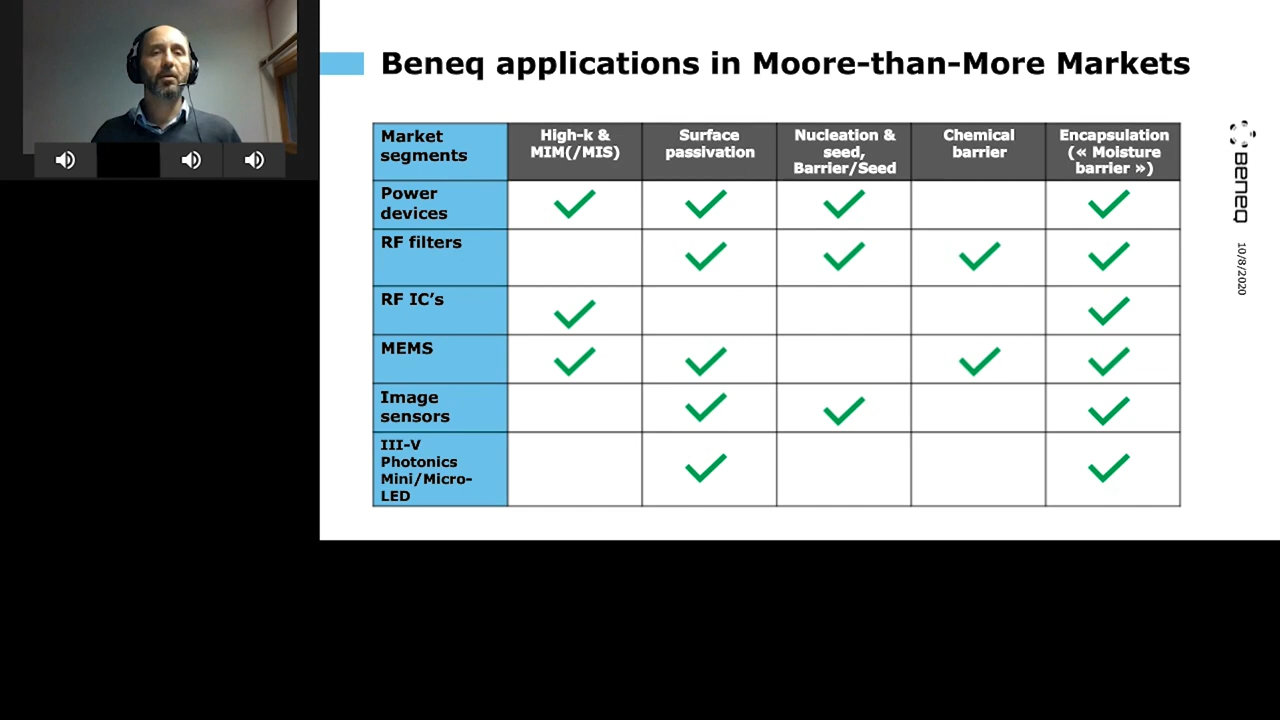 Beneq applications in Moore-than-More Markets
Market
segments
High-k &
MIM(/MIS)
Surface
passivation
Nucleation &
seed,
Barrier/Seed
Chemical
barrier
Encapsulation
(« Moisture
barrier »)
Power
devices
RF filters
RF IC’s
MEMS
Image
sensors
III-V
Photonics
Mini/Micro-
LED
BENEQ
10/8/2020